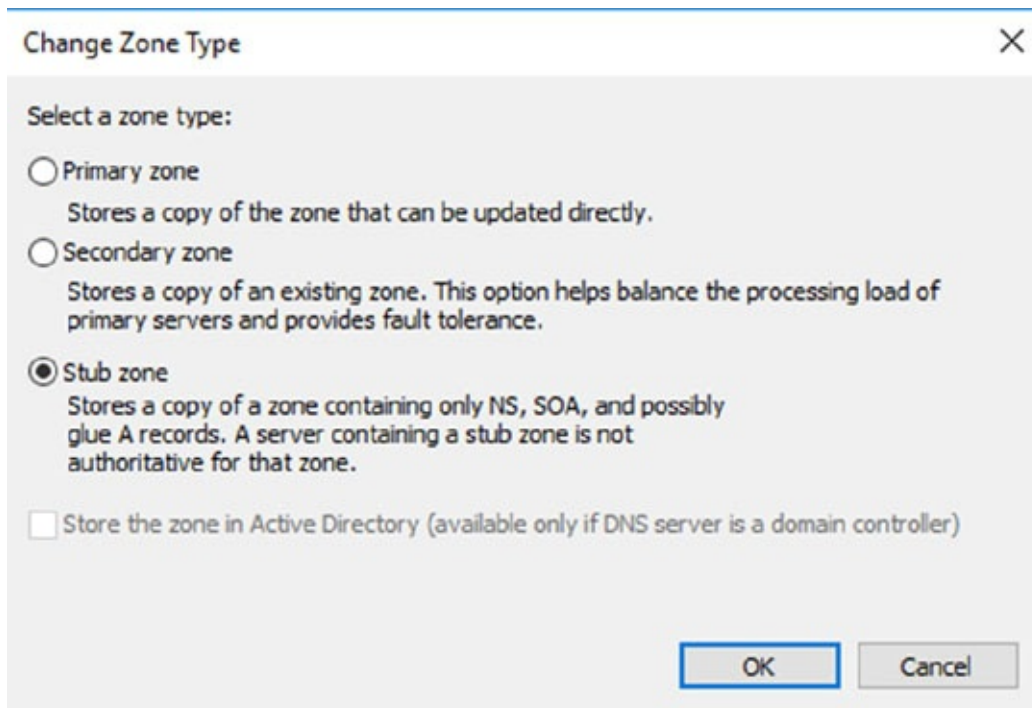 Change Zone Type
Select a zone type:
Primary zone
Stores a copy of the zone that can be updated directly.
Secondary zone
Stores a copy of an existing zone. This option helps balance the processing load of
primary servers and provides fault tolerance.
Stub zone
Stores a copy of a zone containing only NS, SOA, and possibly
glue A records. A server containing a stub zone is not
authoritative for that zone.
Store the zone in Active Directory (available only if DNS server is a domain controller)
OK
Cancel